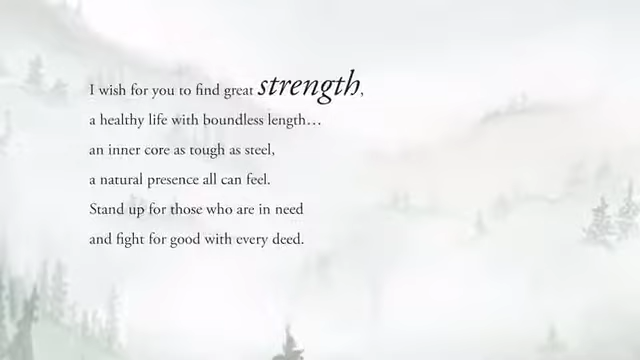 I wish for you to find great strength,
a healthy life with boundless length…
an inner core as tough as steel,
a natural presence all can feel.
Stand up for those who are in need
and fight for good with every deed.